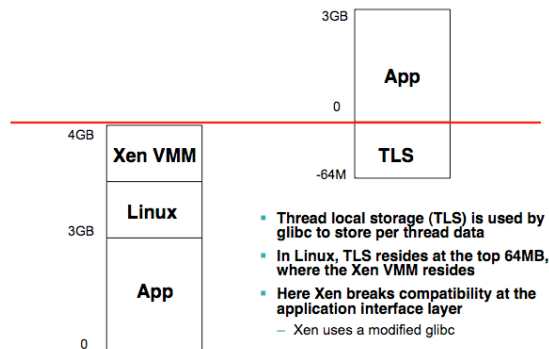 3GB
App
0
4GB
Xen VMM
TLS
-64M
Linux
3GB
App
0
▪ Thread local storage (TLS) is used by
glibc to store per thread data
▪ In Linux, TLS resides at the top 64MB,
where the Xen VMM resides
▪ Here Xen breaks compatibility at the
application interface layer
– Xen uses a modified glibc